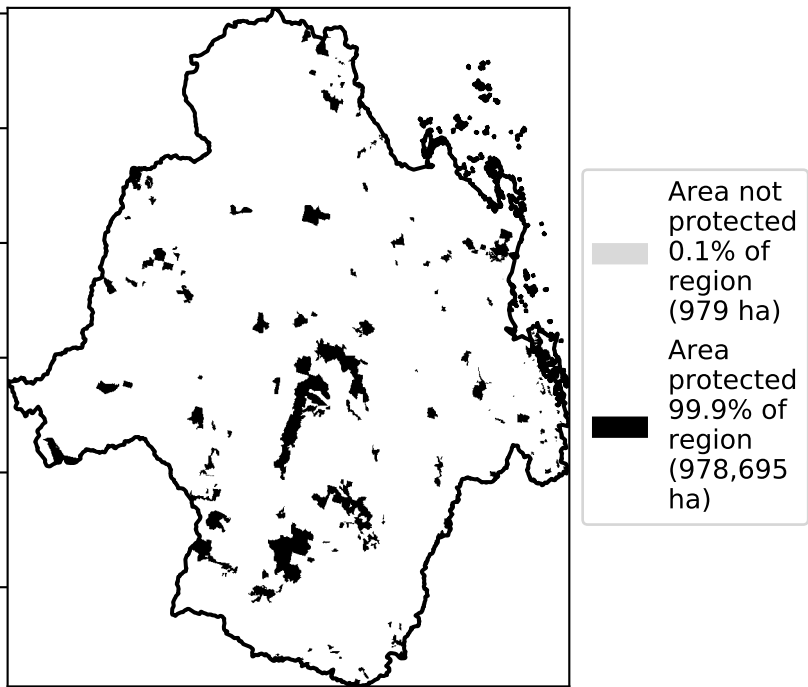 Area not
protected
0.1% of
region
(979 ha)
Area
protected
99.9% of
region
(978,695
ha)